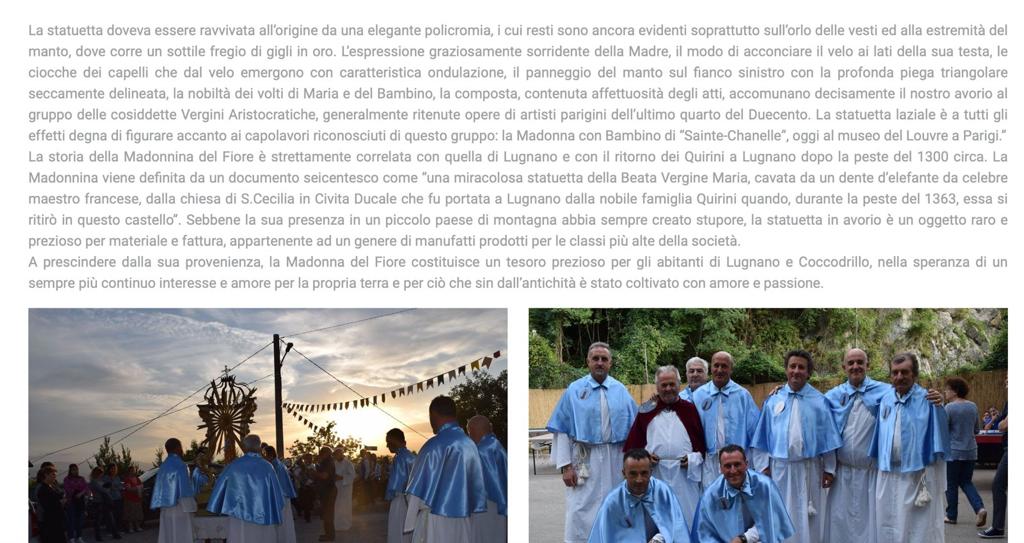 La statuetta doveva essere ravvivata all’origine da una elegante policromia, i cui resti sono ancora evidenti soprattutto sull’orlo delle vesti ed alla estremità del
manto, dove corre un sottile fregio di gigli in oro. L’espressione graziosamente sorridente della Madre, il modo di acconciare il velo ai lati della sua testa, le
ciocche dei capelli che dal velo emergono con caratteristica ondulazione, il panneggio del manto sul fianco sinistro con la profonda piega triangolare
seccamente delineata, la nobiltà dei volti di Maria e del Bambino, la composta, contenuta affettuosità degli atti, accomunano decisamente il nostro avorio al
gruppo delle cosiddette Vergini Aristocratiche, generalmente ritenute opere di artisti parigini dell’ultimo quarto del Duecento. La statuetta laziale è a tutti gli
effetti degna di figurare accanto ai capolavori riconosciuti di questo gruppo: la Madonna con Bambino di “Sainte-Chanelle”, oggi al museo del Louvre a Parigi.”
La storia della Madonnina del Fiore è strettamente correlata con quella di Lugnano e con il ritorno dei Quirini a Lugnano dopo la peste del 1300 circa. La
Madonnina viene definita da un documento seicentesco come “una miracolosa statuetta della Beata Vergine Maria, cavata da un dente d’elefante da celebre
maestro francese, dalla chiesa di S.Cecilia in Civita Ducale che fu portata a Lugnano dalla nobile famiglia Quirini quando, durante la peste del 1363, essa si
ritirò in questo castello”. Sebbene la sua presenza in un piccolo paese di montagna abbia sempre creato stupore, la statuetta in avorio è un oggetto raro e
prezioso per materiale e fattura, appartenente ad un genere di manufatti prodotti per le classi più alte della società.
A prescindere dalla sua provenienza, la Madonna del Fiore costituisce un tesoro prezioso per gli abitanti di Lugnano e Coccodrillo, nella speranza di un
sempre più continuo interesse e amore per la propria terra e per ciò che sin dall’antichità è stato coltivato con amore e passione.